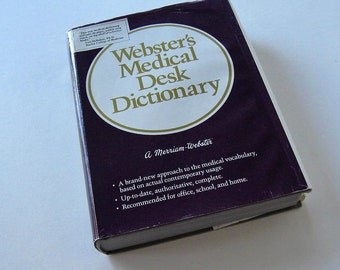 Webster's
Medical
Desk
Dictionary
A Merriam-Webster
• A brand-new approach to the medical vocabulary,
based on actual contemporary usage.
• Up-to-date, authoritative, complete.
• Recommended for office, school, and home.